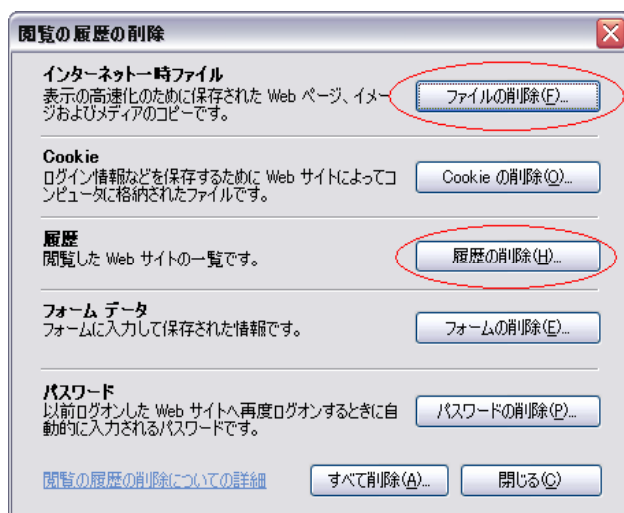 閲覧の履歴の削除
インターネット一時ファイル
表示の高速化のために保存された Web ページ、イメー
ジおよびメディアのコピーです。
ファイルの削除(F)...
Cookie
ログイン情報などを保存するために Web サイトによってコ
ンピュータに格納されたファイルです。
Cookie の削除(O)...
履歴
閲覧した Web サイトの一覧です。
履歴の削除(H)...
フォーム データ
フォームに入力して保存された情報です。
フォームの削除(E)...
パスワード
以前ログオンした Web サイトへ再度ログオンするときに自
動的に入力されるパスワードです。
パスワードの削除(P)...
閲覧の履歴の削除についての詳細
すべて削除(A)...
閉じる(C)